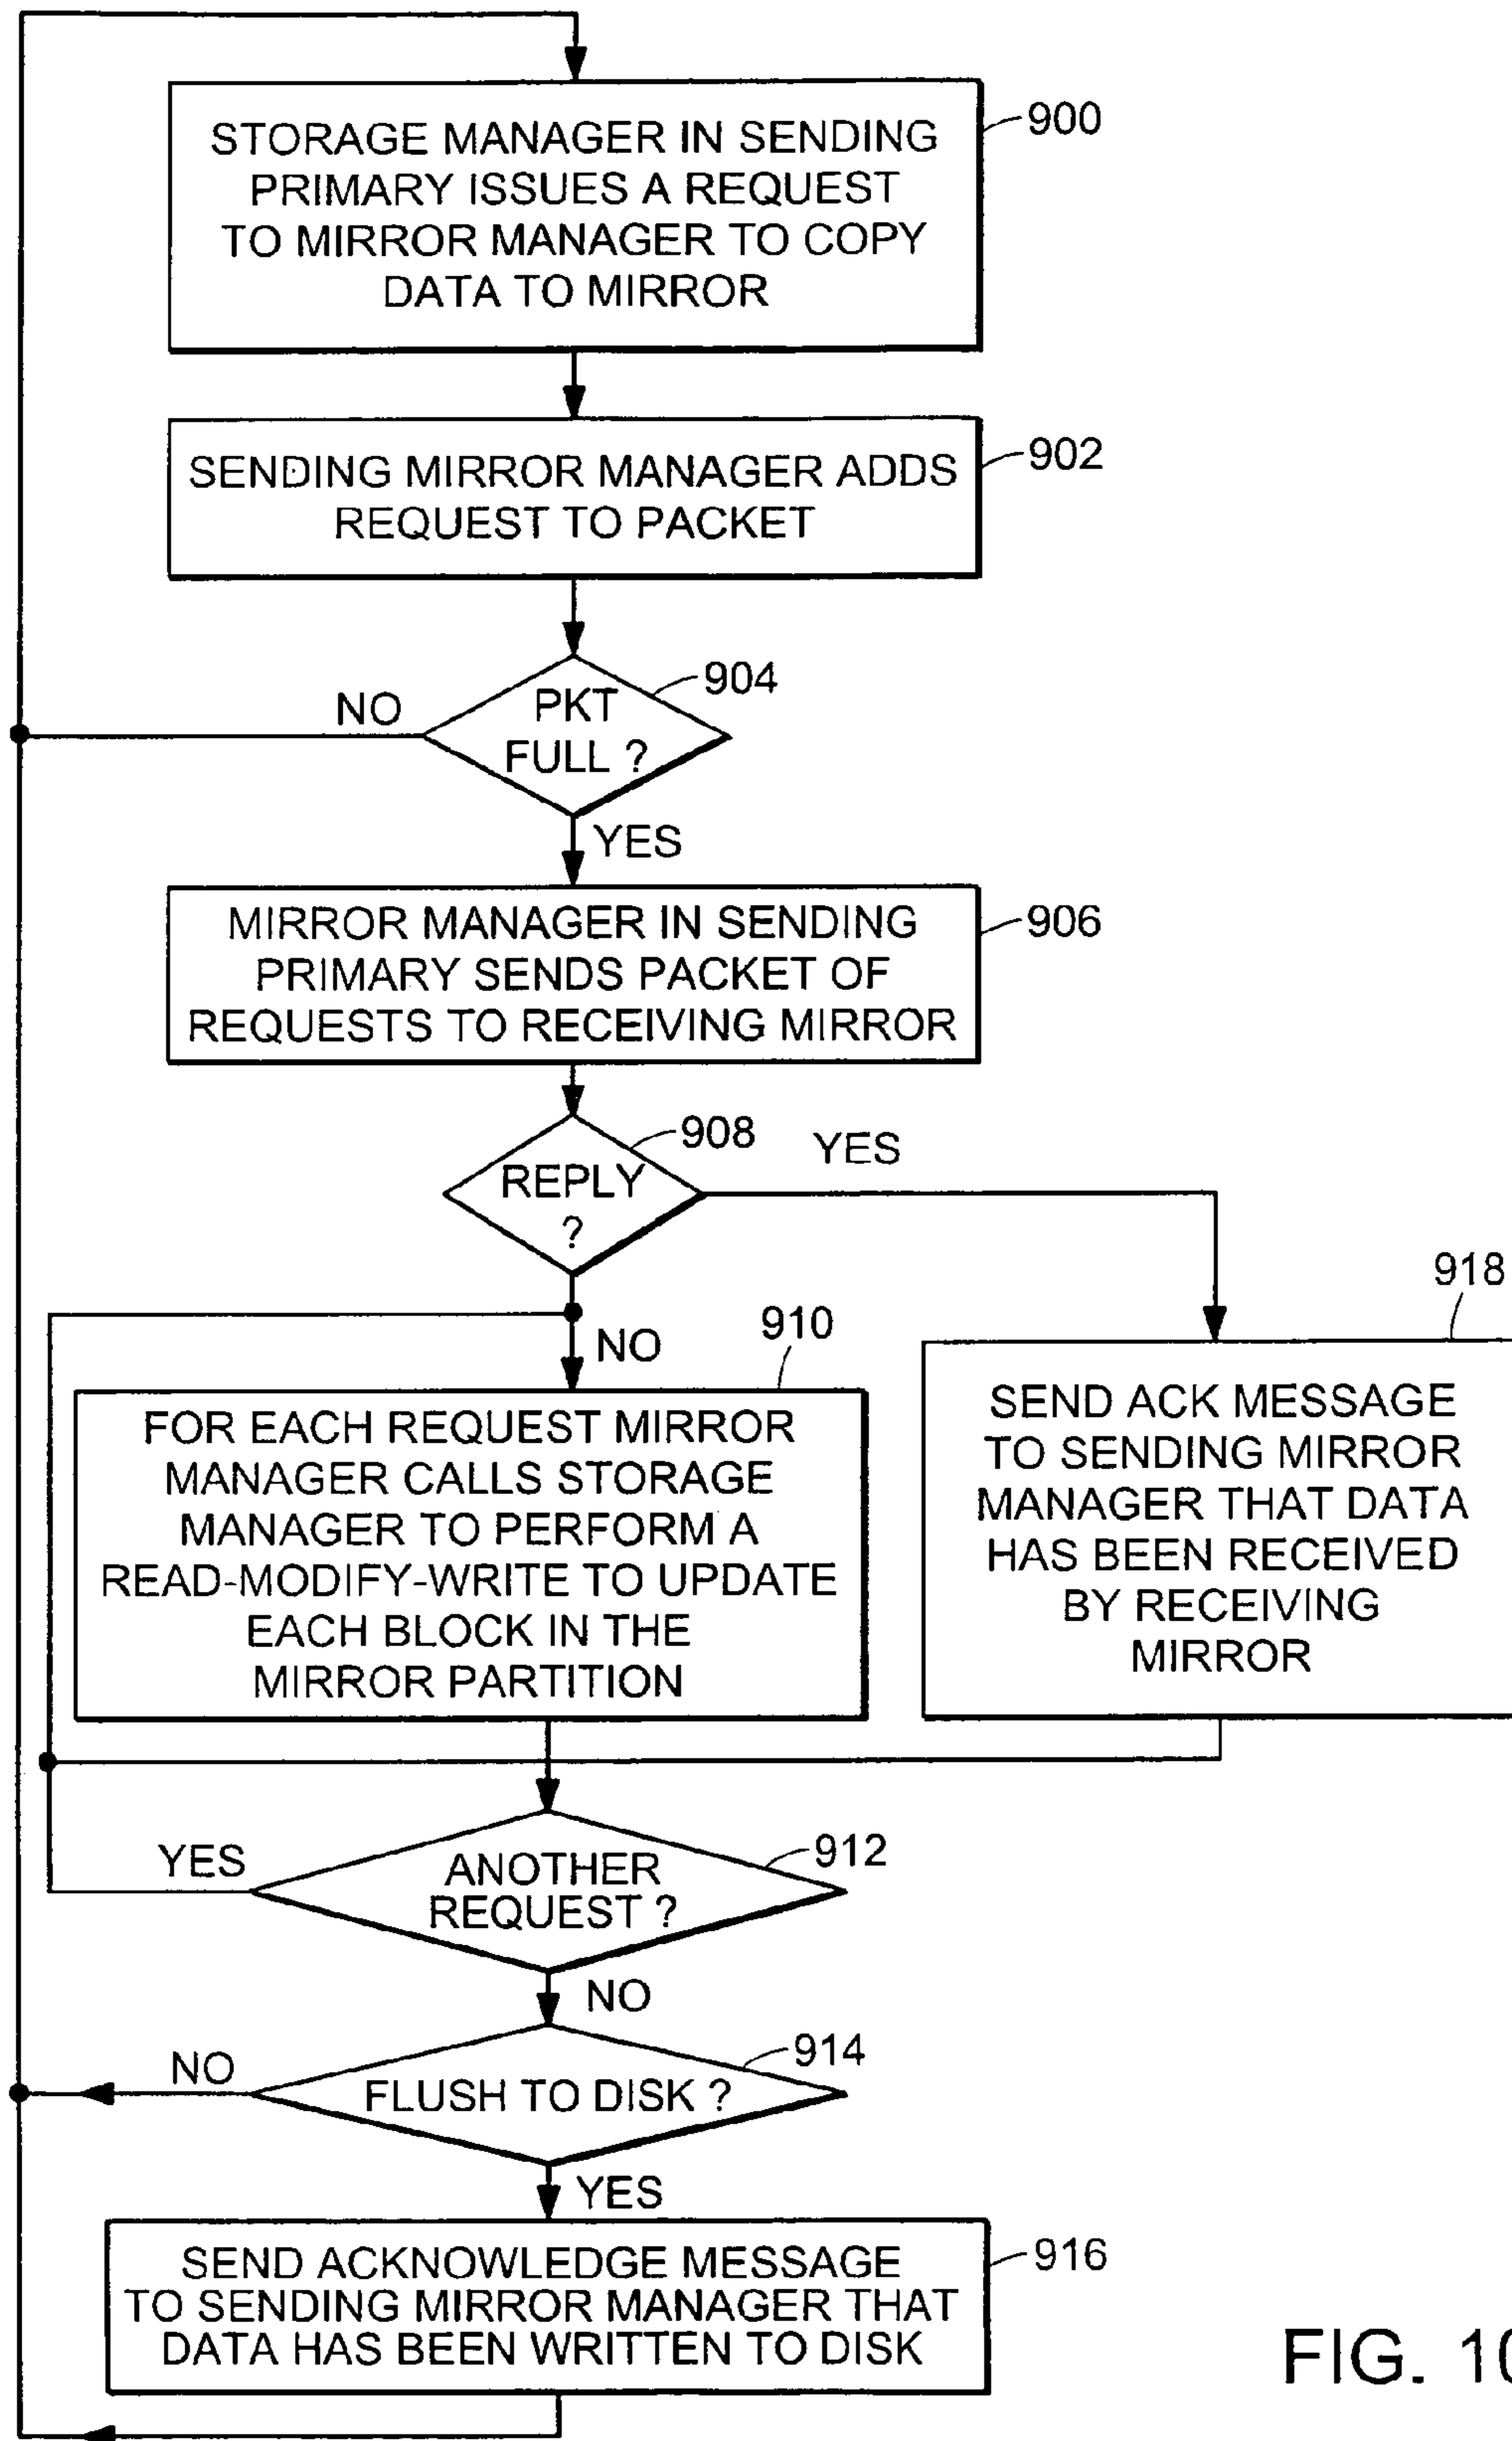 STORAGE MANAGER IN SENDING
PRIMARY ISSUES A REQUEST
TO MIRROR MANAGER TO COPY
DATA TO MIRROR
900
SENDING MIRROR MANAGER ADDS
REQUEST TO PACKET
902
PKT
FULL ?
904
NO
YES
MIRROR MANAGER IN SENDING
PRIMARY SENDS PACKET OF
REQUESTS TO RECEIVING MIRROR
906
REPLY
?
908
YES
NO
910
FOR EACH REQUEST MIRROR
MANAGER CALLS STORAGE
MANAGER TO PERFORM A
READ-MODIFY-WRITE TO UPDATE
EACH BLOCK IN THE
MIRROR PARTITION
918
SEND ACK MESSAGE
TO SENDING MIRROR
MANAGER THAT DATA
HAS BEEN RECEIVED
BY RECEIVING
MIRROR
YES
ANOTHER
REQUEST ?
912
NO
NO
FLUSH TO DISK ?
914
YES
SEND ACKNOWLEDGE MESSAGE
TO SENDING MIRROR MANAGER THAT
DATA HAS BEEN WRITTEN TO DISK
916
FIG. 10